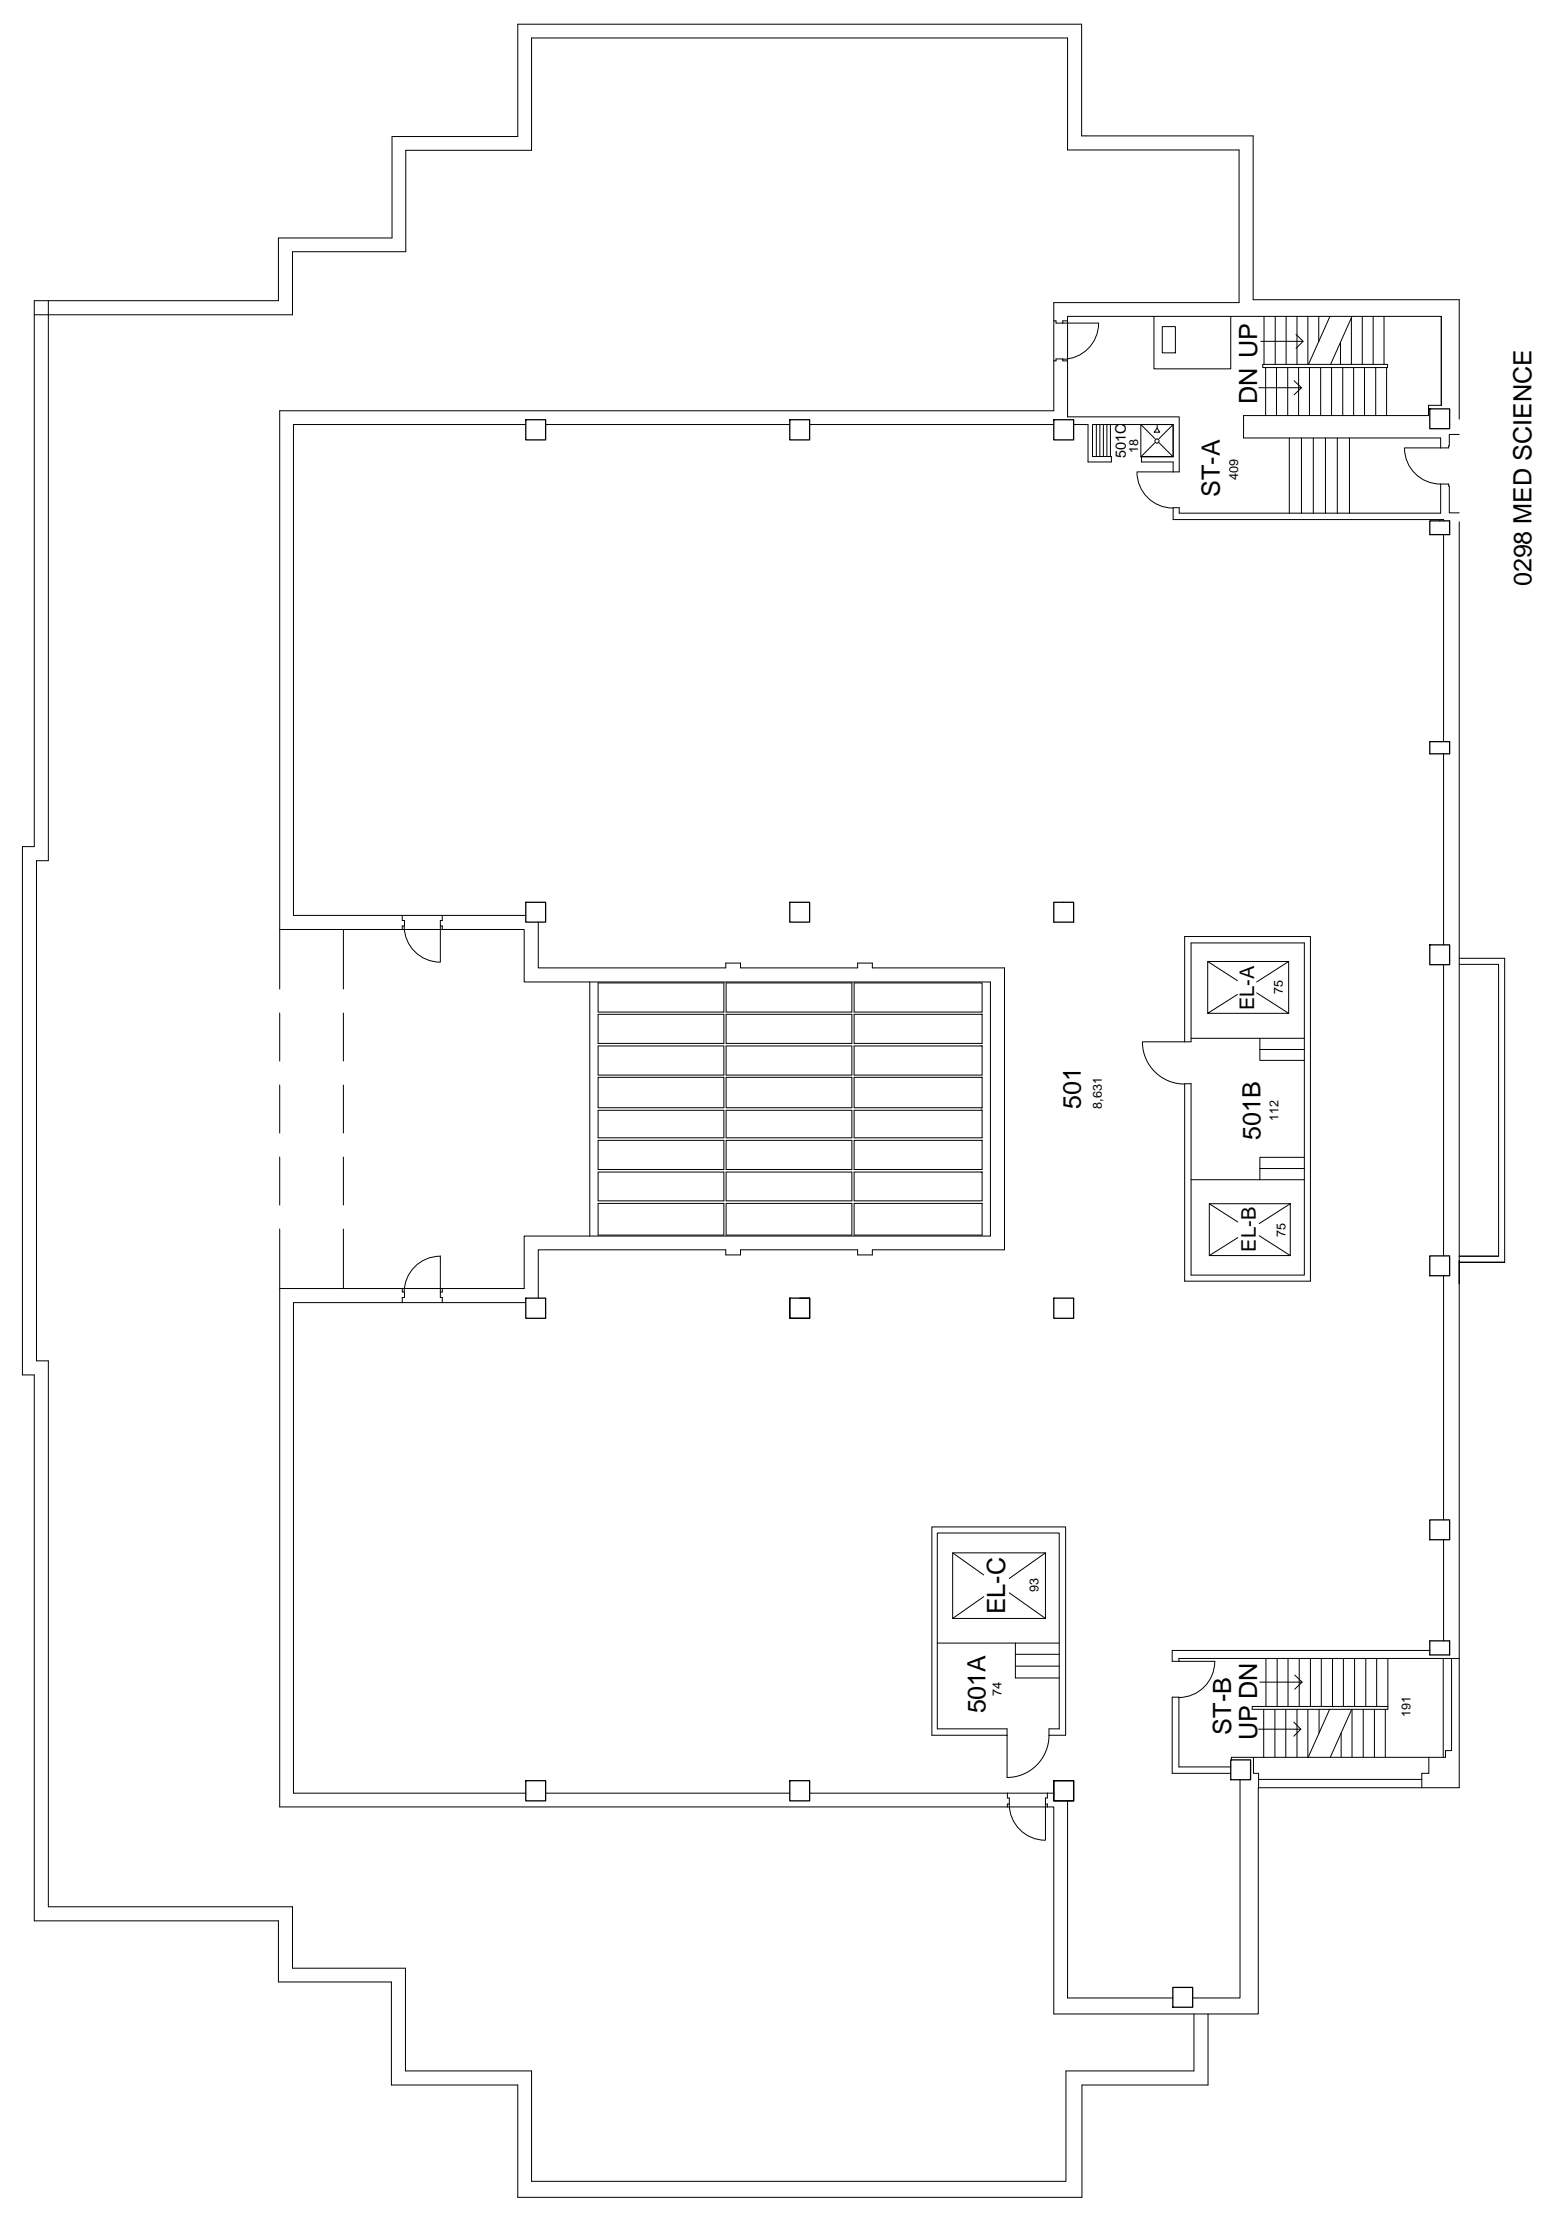 0298 MED SCIENCE
UP
DN
ST-A
409
501C
18
EL-A
75
501
8,631
501B
112
EL-B
75
EL-C
93
501A
74
ST-B
UP DN
191